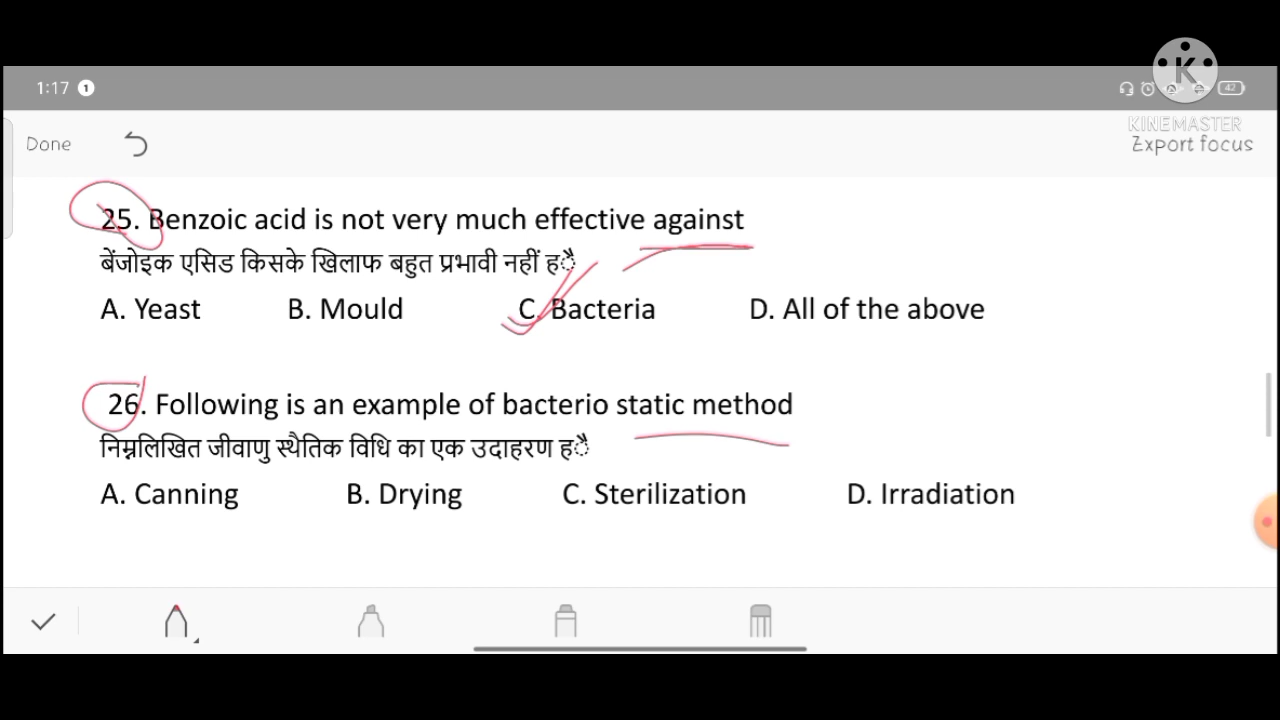 1:17 1
42
K
KINEMASTER
Done
Export focus
25. Benzoic acid is not very much effective against
बेंजोइक एसिड किसके खिलाफ बहुत प्रभावी नहीं हैै
A. Yeast B. Mould C. Bacteria D. All of the above
26. Following is an example of bacterio static method
निम्नलिखित जीवाणु स्थैतिक विधि का एक उदाहरण हैै
A. Canning B. Drying C. Sterilization D. Irradiation